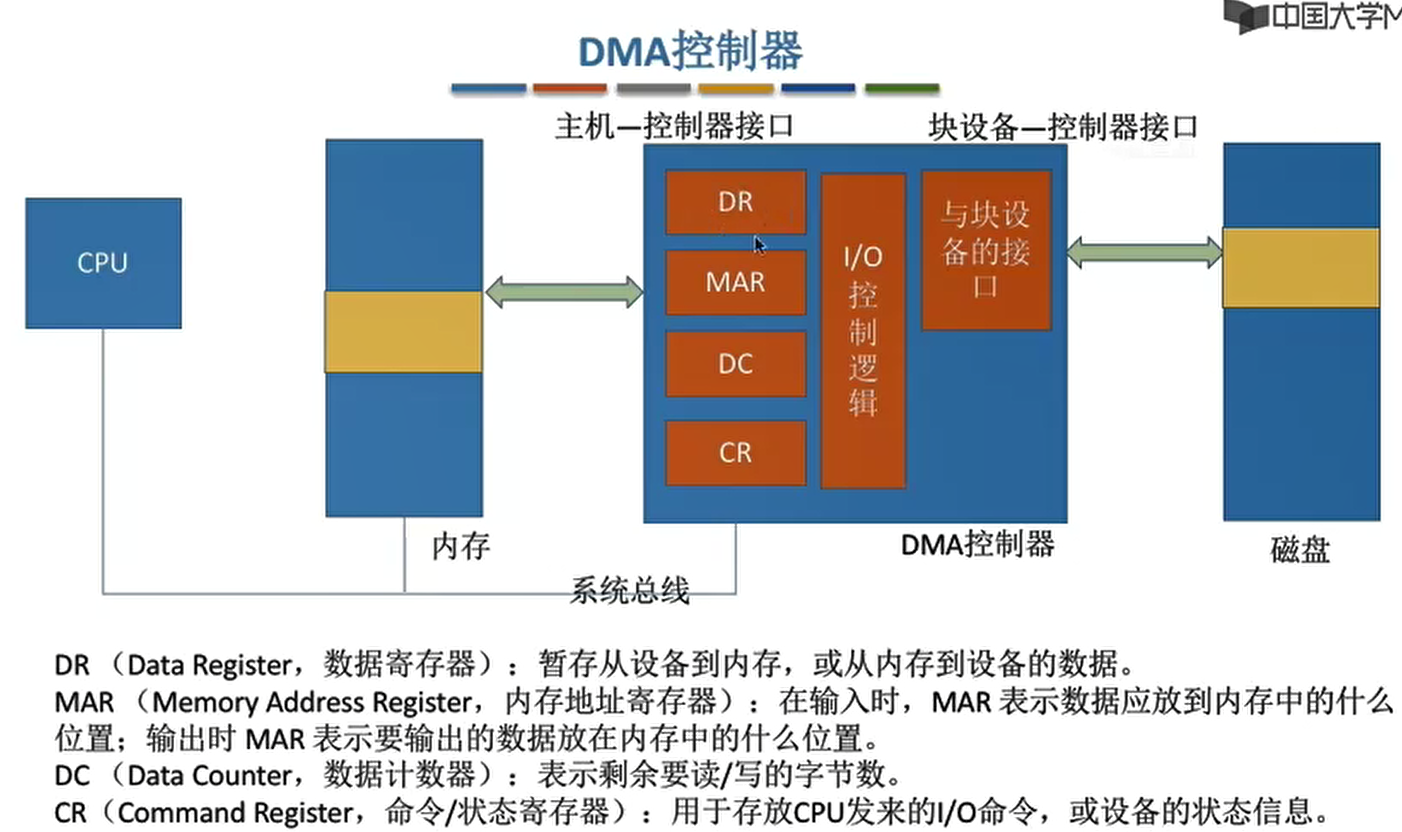 中国大学M
DMA控制器
主机—控制器接口
块设备—控制器接口
CPU
DR
MAR
DC
CR
I/O
控
制
逻
辑
与块设
备的接
口
内存
DMA控制器
磁盘
系统总线
DR （Data Register，数据寄存器）：暂存从设备到内存，或从内存到设备的数据。
MAR （Memory Address Register，内存地址寄存器）：在输入时，MAR 表示数据应放到内存中的什么
位置；输出时 MAR 表示要输出的数据放在内存中的什么位置。
DC （Data Counter，数据计数器）：表示剩余要读/写的字节数。
CR（Command Register，命令/状态寄存器）：用于存放CPU发来的I/O命令，或设备的状态信息。